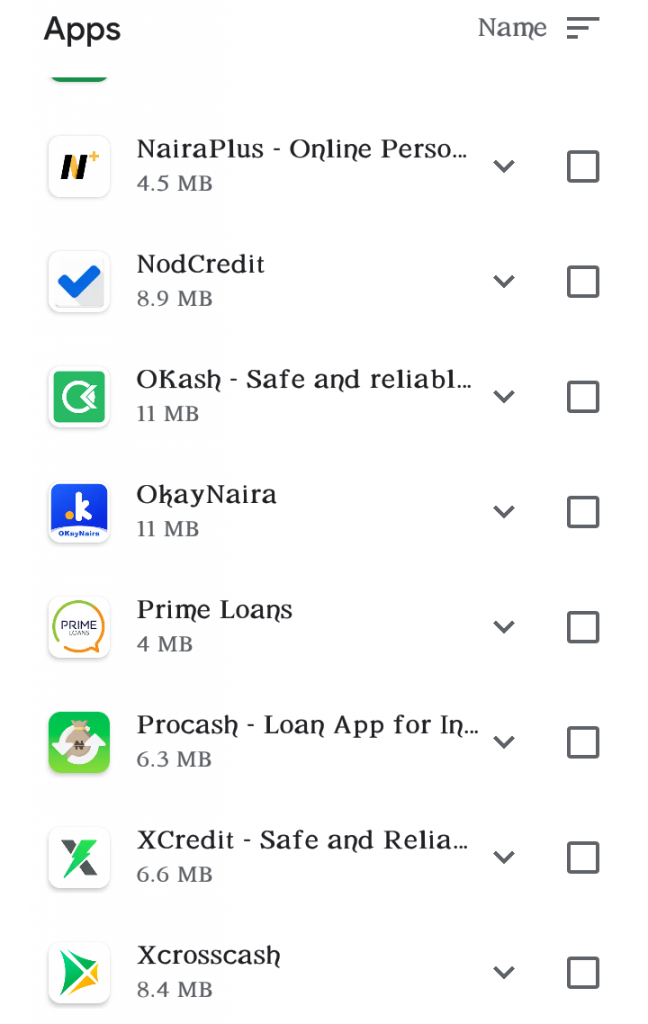 Apps
Name
NairaPlus - Online Perso...
4.5 MB
NodCredit
8.9 MB
OKash - Safe and reliabl...
11 MB
.k
OKayNaira
OkayNaira
11 MB
PRIME
LOANS
Prime Loans
4 MB
Procash - Loan App for In...
6.3 MB
XCredit - Safe and Relia...
6.6 MB
Xcrosscash
8.4 MB